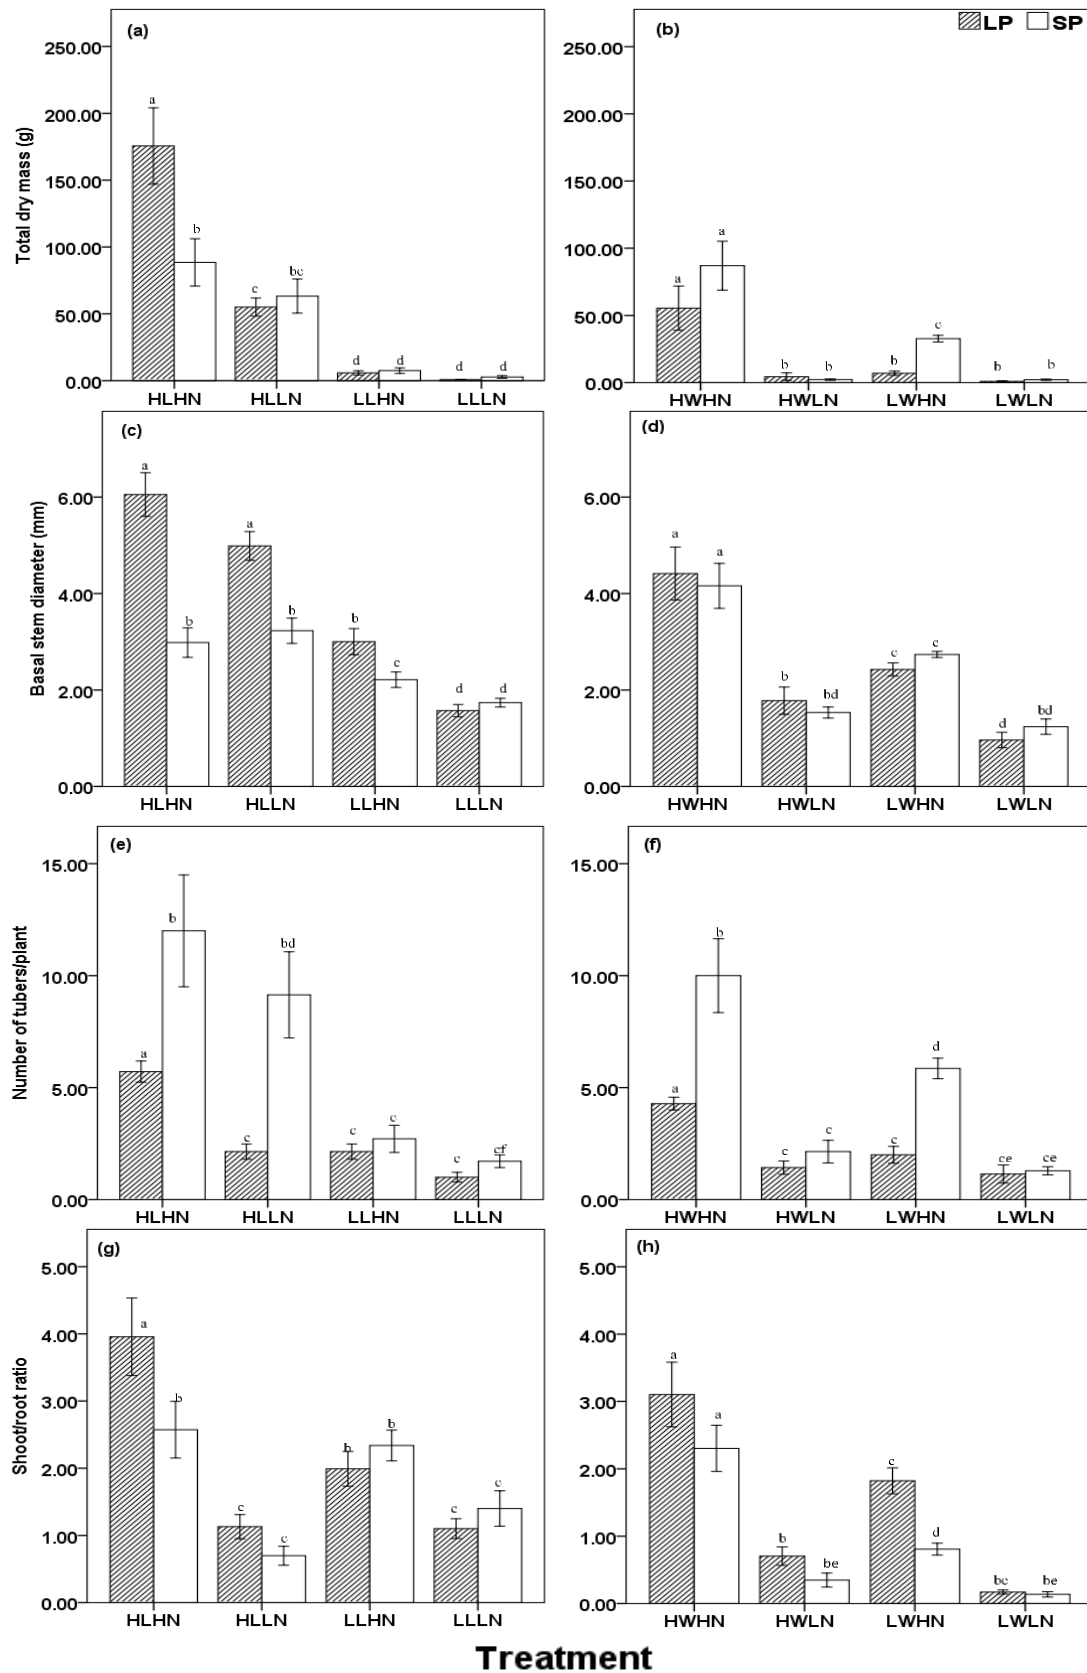 (a)
250.00
200.00
150.00
100.00
50.00
0.00
Total dry mass (g)
a
b
c
bc
d
d
d
d
HLHN HLLN LLHN LLLN
(b)
LP SP
250.00
200.00
150.00
100.00
50.00
0.00
a
a
b
b
b
c
b
b
HWHN HWLN LWHN LWLN
(c)
6.00
4.00
2.00
0.00
Basal stem diameter (mm)
a
b
a
b
b
c
d
d
HLHN HLLN LLHN LLLN
(d)
6.00
4.00
2.00
0.00
a
a
b
bd
c
c
d
bd
HWHN HWLN LWHN LWLN
(e)
15.00
10.00
5.00
0.00
Number of tubers/plant
a
b
c
bd
c
c
c
cf
HLHN HLLN LLHN LLLN
(f)
15.00
10.00
5.00
0.00
a
b
c
c
c
d
ce
ce
HWHN HWLN LWHN LWLN
(g)
5.00
4.00
3.00
2.00
1.00
0.00
Shoot/root ratio
a
b
c
c
b
b
c
c
HLHN HLLN LLHN LLLN
(h)
5.00
4.00
3.00
2.00
1.00
0.00
a
a
b
be
c
d
bc
be
HWHN HWLN LWHN LWLN
Treatment